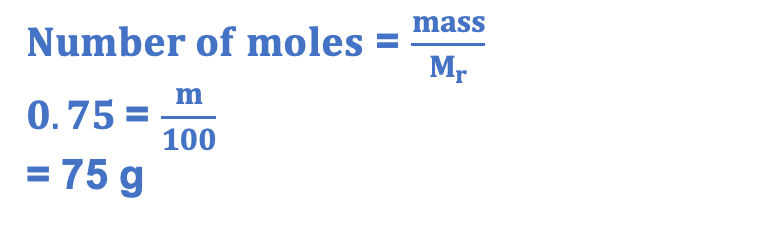 Number of moles = mass / Mr
0.75 = m / 100
= 75 g